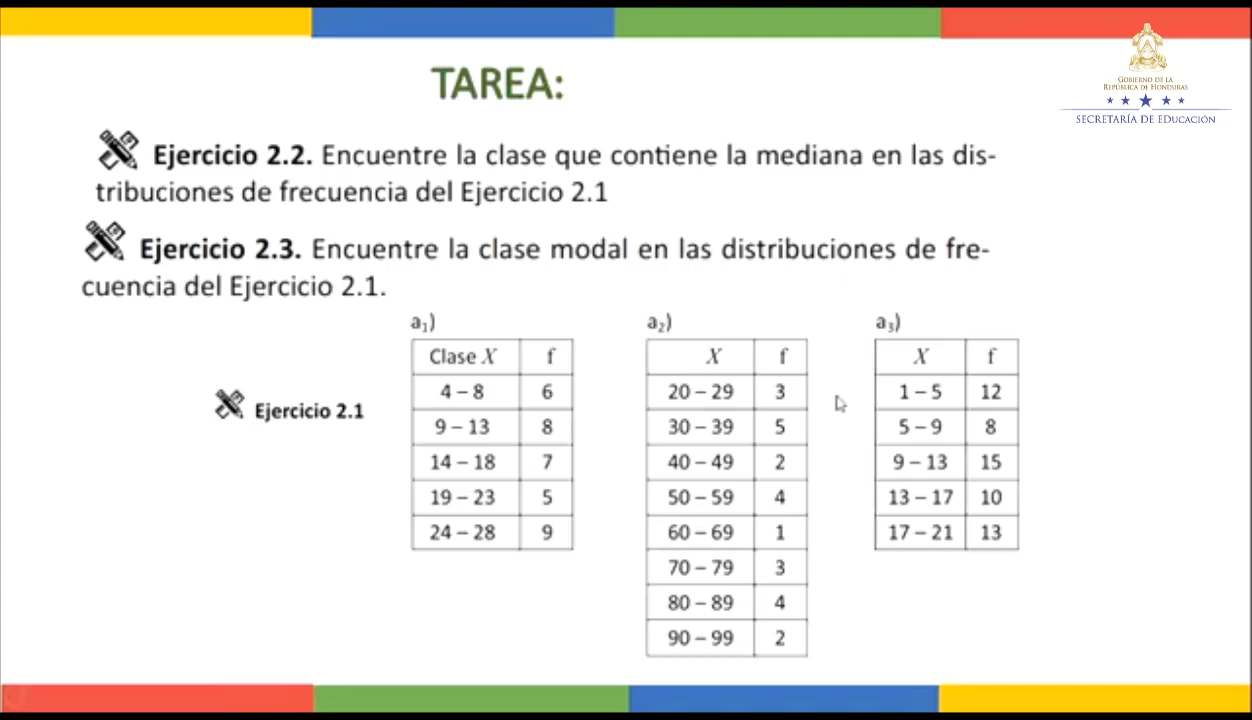 GOBIERNO DE LA
REPÚBLICA DE HONDURAS
SECRETARÍA DE EDUCACIÓN
TAREA:
Ejercicio 2.2. Encuentre la clase que contiene la mediana en las dis-
tribuciones de frecuencia del Ejercicio 2.1
Ejercicio 2.3. Encuentre la clase modal en las distribuciones de fre-
cuencia del Ejercicio 2.1.
Ejercicio 2.1
a₁)
Clase X f
4 – 8 6
9 – 13 8
14 – 18 7
19 – 23 5
24 – 28 9
a₂)
X f
20 – 29 3
30 – 39 5
40 – 49 2
50 – 59 4
60 – 69 1
70 – 79 3
80 – 89 4
90 – 99 2
a₃)
X f
1 – 5 12
5 – 9 8
9 – 13 15
13 – 17 10
17 – 21 13